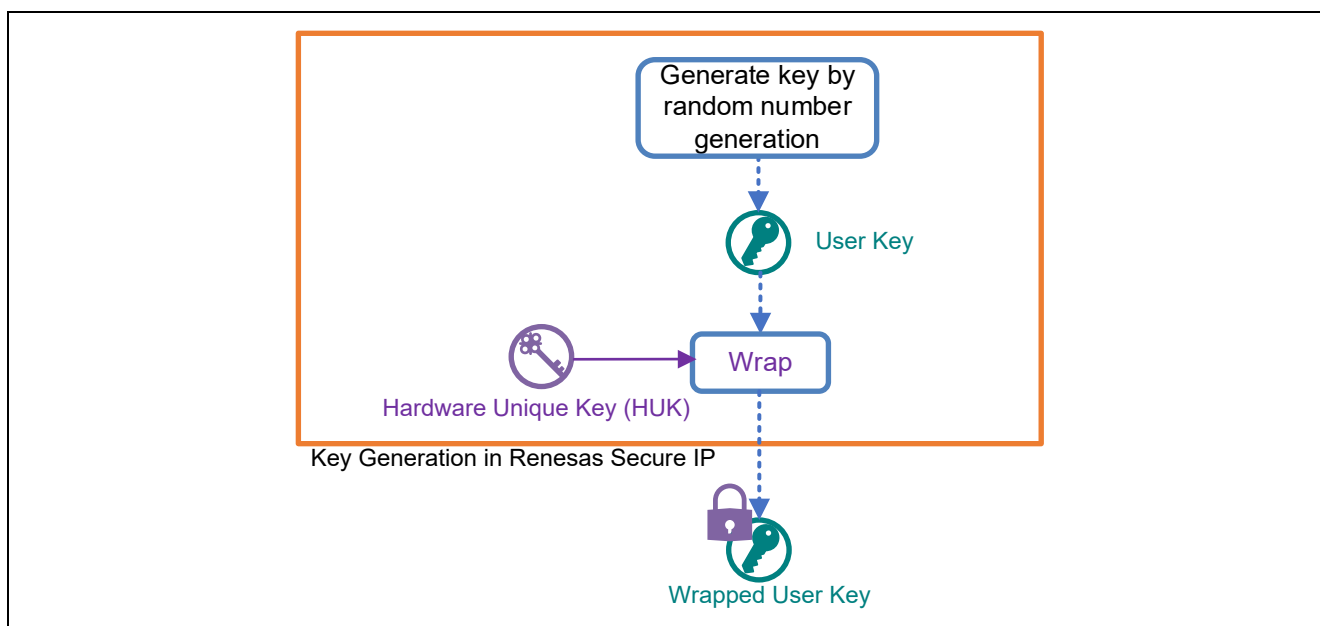 Generate key by
random number
generation
User Key
Wrap
Hardware Unique Key (HUK)
Key Generation in Renesas Secure IP
Wrapped User Key